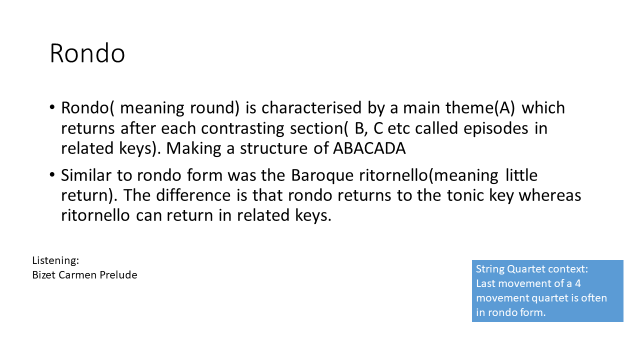 Rondo
• Rondo( meaning round) is characterised by a main theme(A) which
returns after each contrasting section( B, C etc called episodes in
related keys). Making a structure of ABACADA
• Similar to rondo form was the Baroque ritornello(meaning little
return). The difference is that rondo returns to the tonic key whereas
ritornello can return in related keys.
Listening:
Bizet Carmen Prelude
String Quartet context:
Last movement of a 4
movement quartet is often
in rondo form.